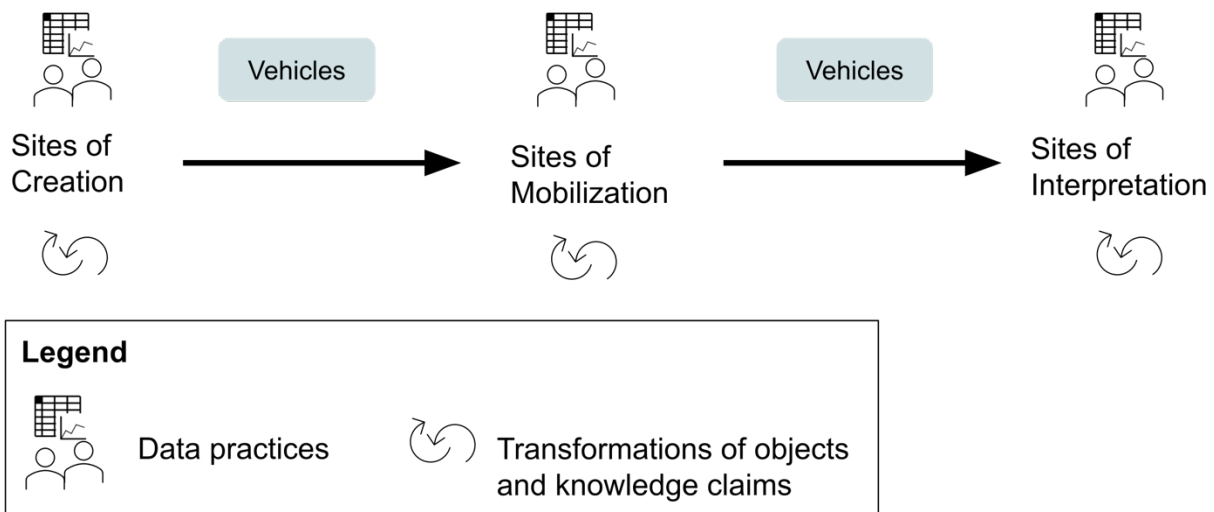 Vehicles
Vehicles
Sites of
Creation
Sites of
Mobilization
Sites of
Interpretation
Legend
Data practices
Transformations of objects
and knowledge claims